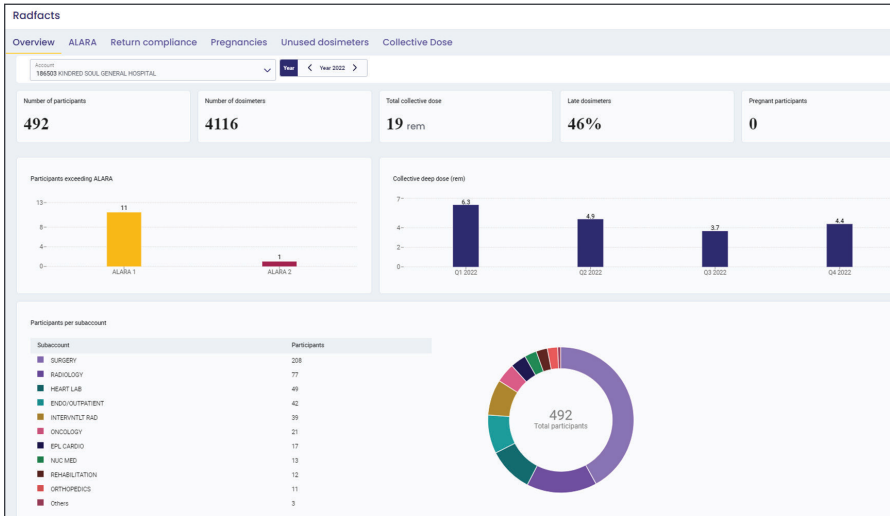 Radfacts
Overview ALARA Return compliance Pregnancies Unused dosimeters Collective Dose
Account
186503 KINDRED SOUL GENERAL HOSPITAL
Year
Year 2022
Number of participants
492
Number of dosimeters
4116
Total collective dose
19 rem
Late dosimeters
46%
Pregnant participants
0
Participants exceeding ALARA
13
8
4
0
11
1
ALARA 1
ALARA 2
Collective deep dose (rem)
7
4
2
0
6.3
4.9
3.7
4.4
Q1 2022
Q2 2022
Q3 2022
Q4 2022
Participants per subaccount
Subaccount Participants
SURGERY 208
RADIOLOGY 77
HEART LAB 49
ENDO/OUTPATIENT 42
INTERVNTLT RAD 39
ONCOLOGY 21
EPL CARDIO 17
NUC MED 13
REHABILITATION 12
ORTHOPEDICS 11
Others 3
492
Total participants